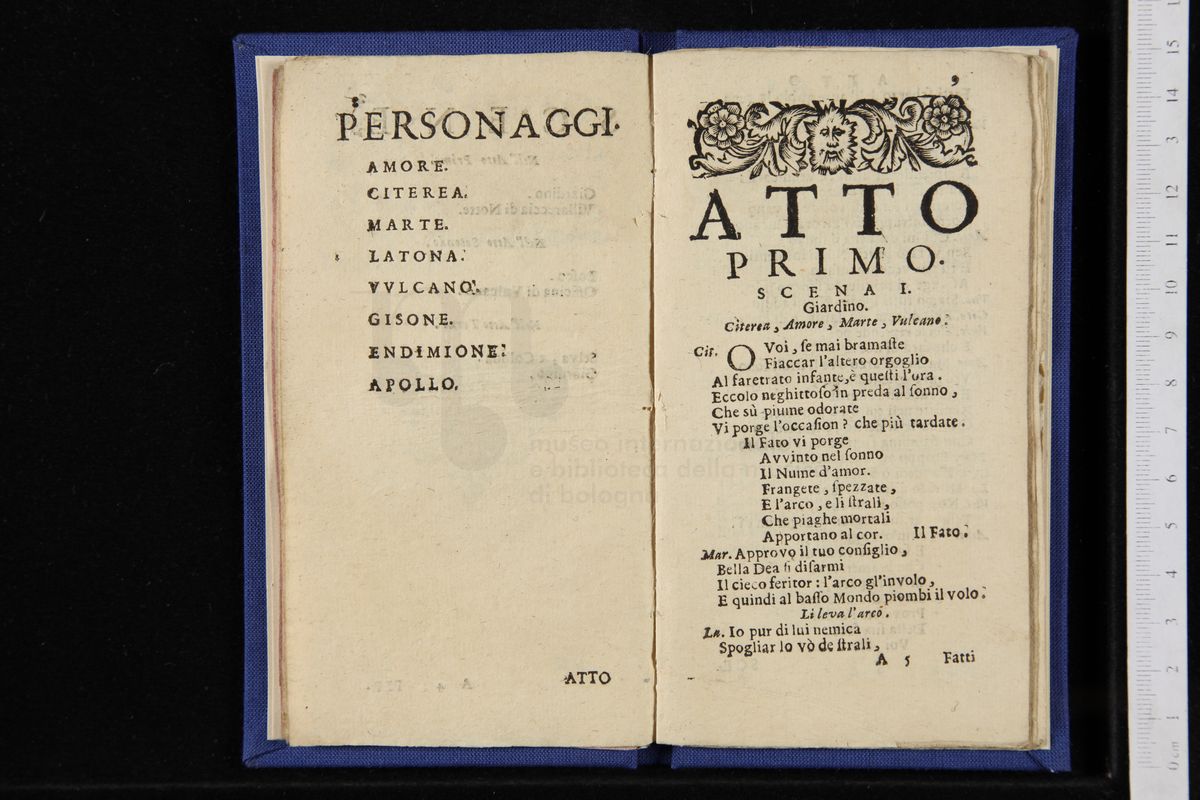 PERSONAGGI.
AMORE.
CITEREA.
MARTE.
LATONA.
VVLCANO.
GISONE.
ENDIMIONE.
APOLLO.
ATTO
ATTO
PRIMO.
SCENA I.
Giardino.
Citerea, Amore, Marte, Vulcano.
Cit. O Voi, se mai bramaste
Fiaccar l'altero orgoglio
Al faretrato infante, è questi l'ora.
Eccolo neghittoso in preda al sonno,
Che sù piume odorate
Vi porge l'occasion? che più tardate.
Il Fato vi porge
Avvinto nel sonno
Il Nume d'amor.
Frangete, spezzate,
E l'arco, e li strali,
Che piaghe mortali
Apportano al cor. Il Fato.
Mar. Approvo il tuo consiglio,
Bella Dea si disarmi
Il cieco feritor: l'arco gl'involo,
E quindi al basso Mondo piombi il volo.
Li leva l'arco.
La. Io pur di lui nemica
Spogliar lo vò de strali,
A 5 Fatti
museo internazio
e biblioteca della m
di bologna